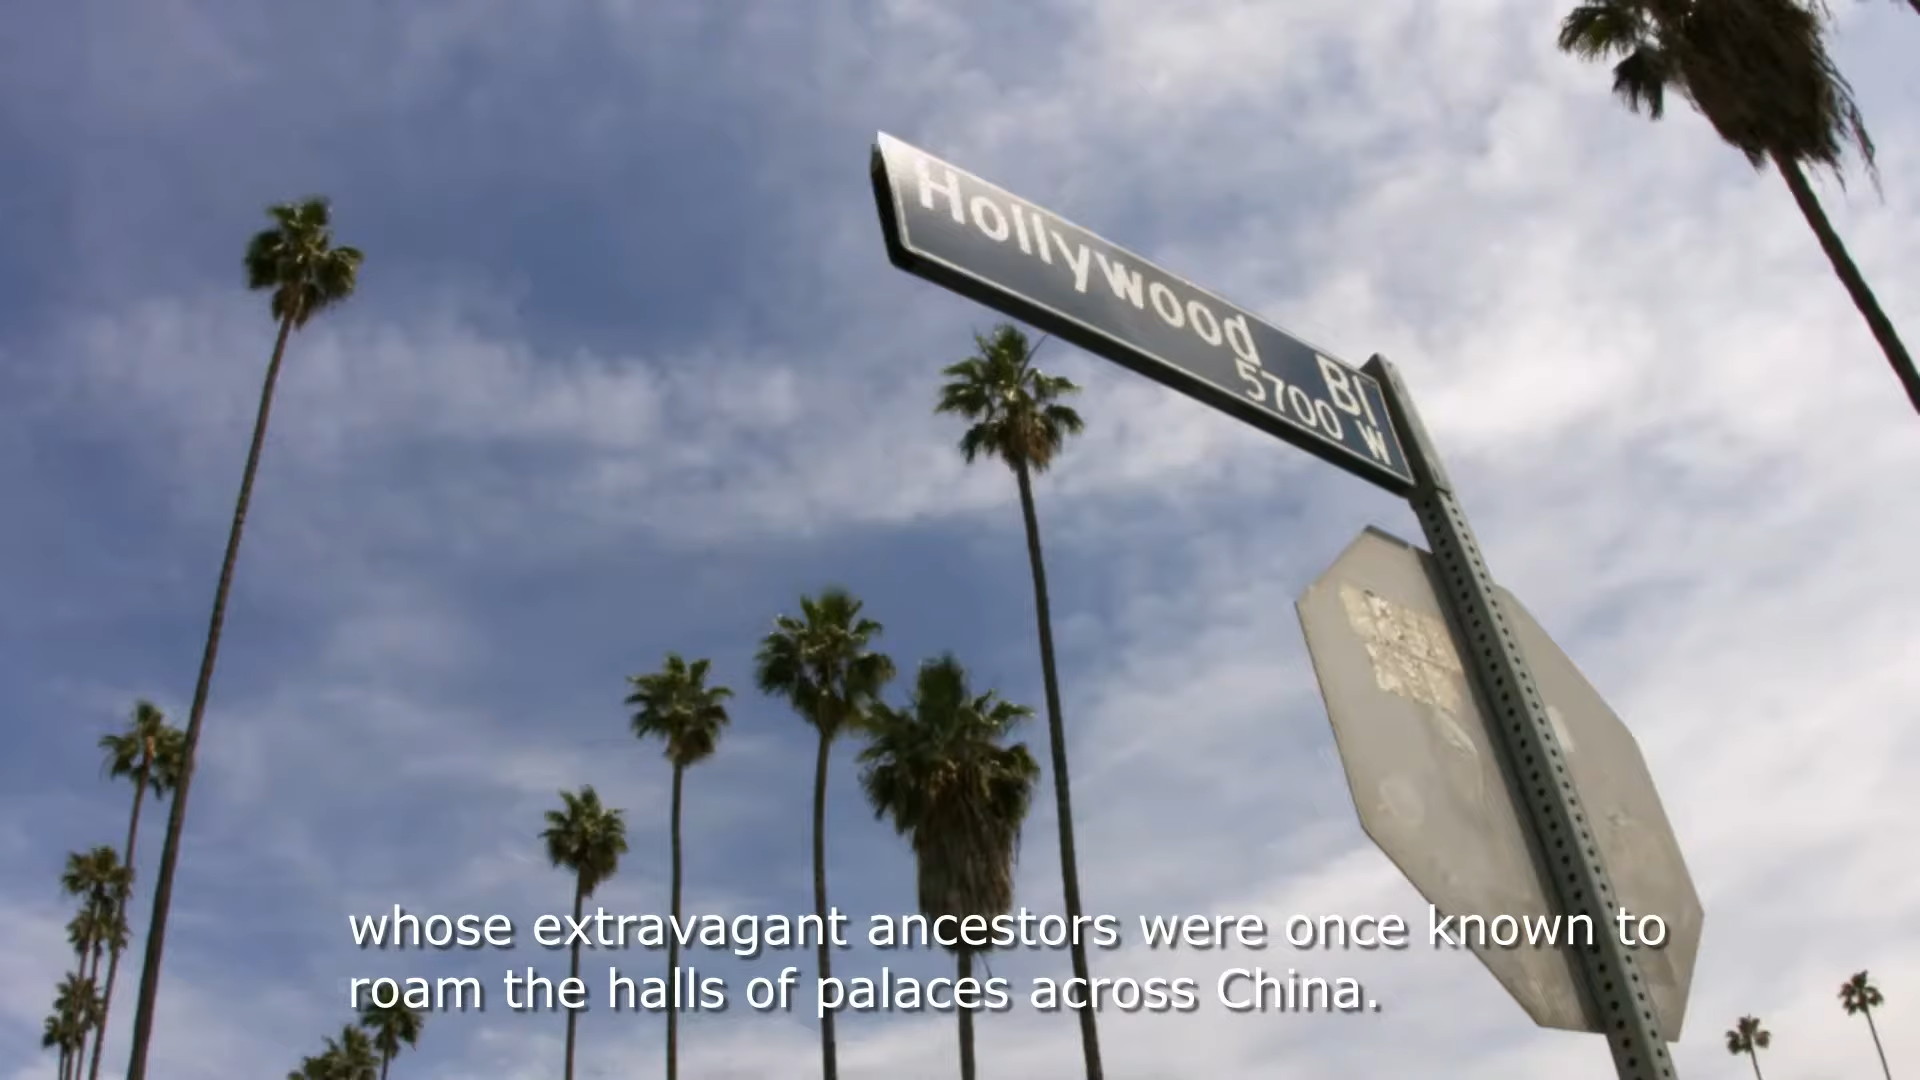 Hollywood Bl
5700 W
whose extravagant ancestors were once known to
roam the halls of palaces across China.